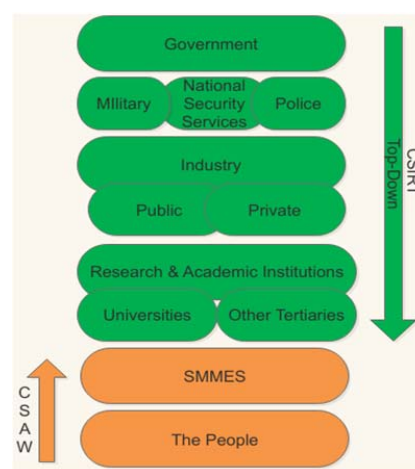 Government
MIlitary
National
Security
Services
Police
Industry
Public
Private
Research & Academic Institutions
Universities
Other Tertiaries
SMMES
The People
CSIRT
Top-Down
C
S
A
W